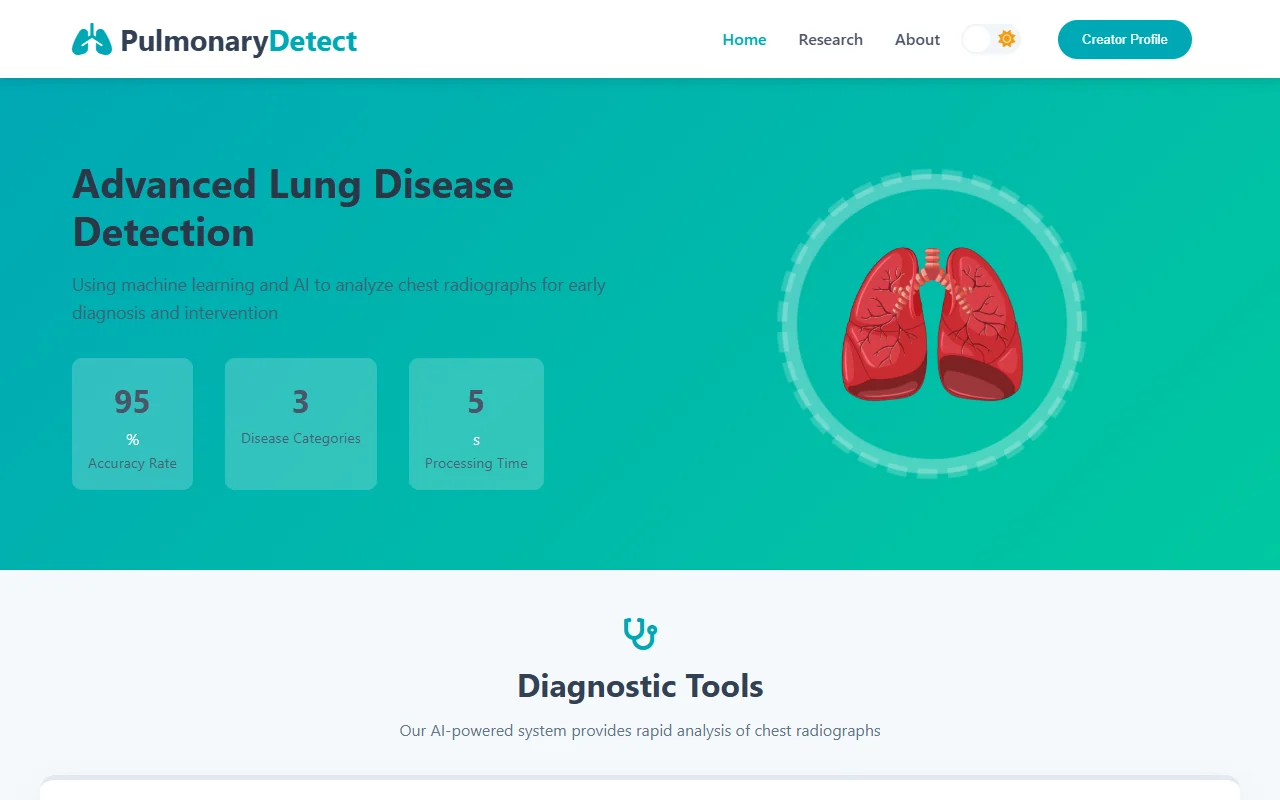 PulmonaryDetect
Home
Research
About
Creator Profile
Advanced Lung Disease
Detection
Using machine learning and AI to analyze chest radiographs for early
diagnosis and intervention
95
%
Accuracy Rate
3
Disease Categories
5
s
Processing Time
Diagnostic Tools
Our AI-powered system provides rapid analysis of chest radiographs